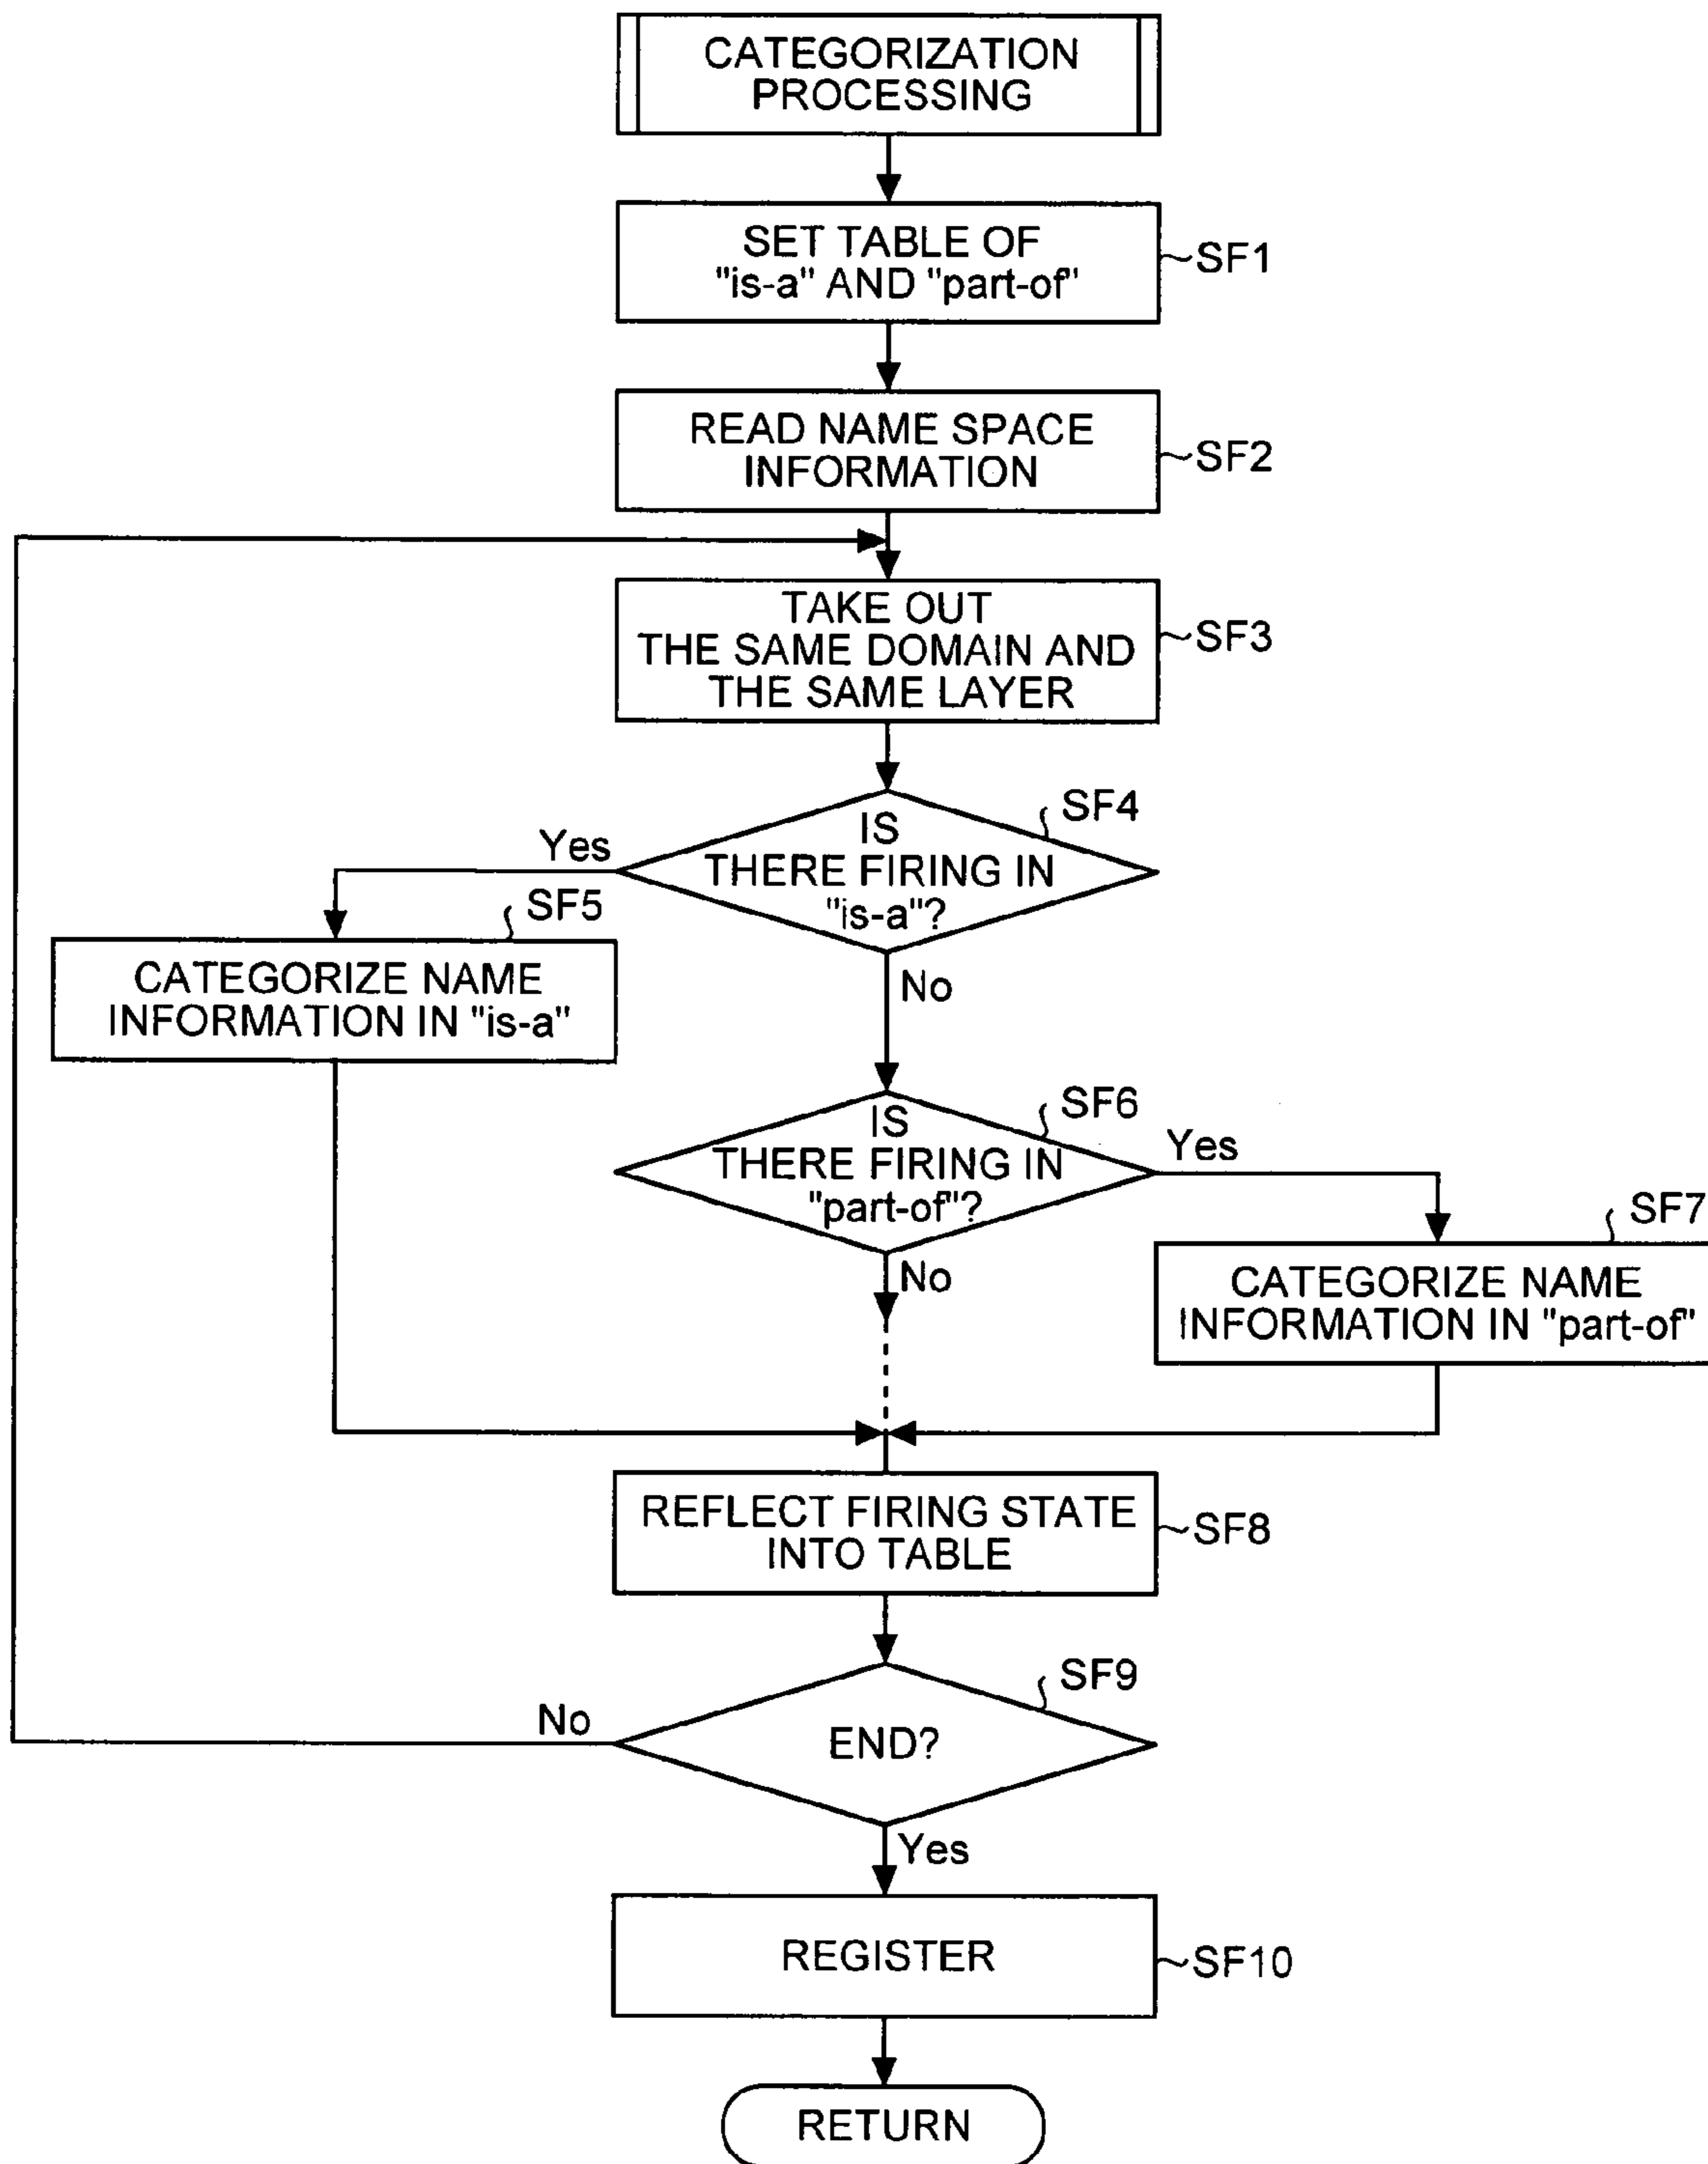 CATEGORIZATION
PROCESSING
SET TABLE OF
"is-a" AND "part-of"
SF1
READ NAME SPACE
INFORMATION
SF2
TAKE OUT
THE SAME DOMAIN AND
THE SAME LAYER
SF3
SF4
IS
THERE FIRING IN
"is-a"?
Yes
No
SF5
CATEGORIZE NAME
INFORMATION IN "is-a"
SF6
IS
THERE FIRING IN
"part-of"?
Yes
No
SF7
CATEGORIZE NAME
INFORMATION IN "part-of"
REFLECT FIRING STATE
INTO TABLE
SF8
SF9
END?
No
Yes
REGISTER
SF10
RETURN